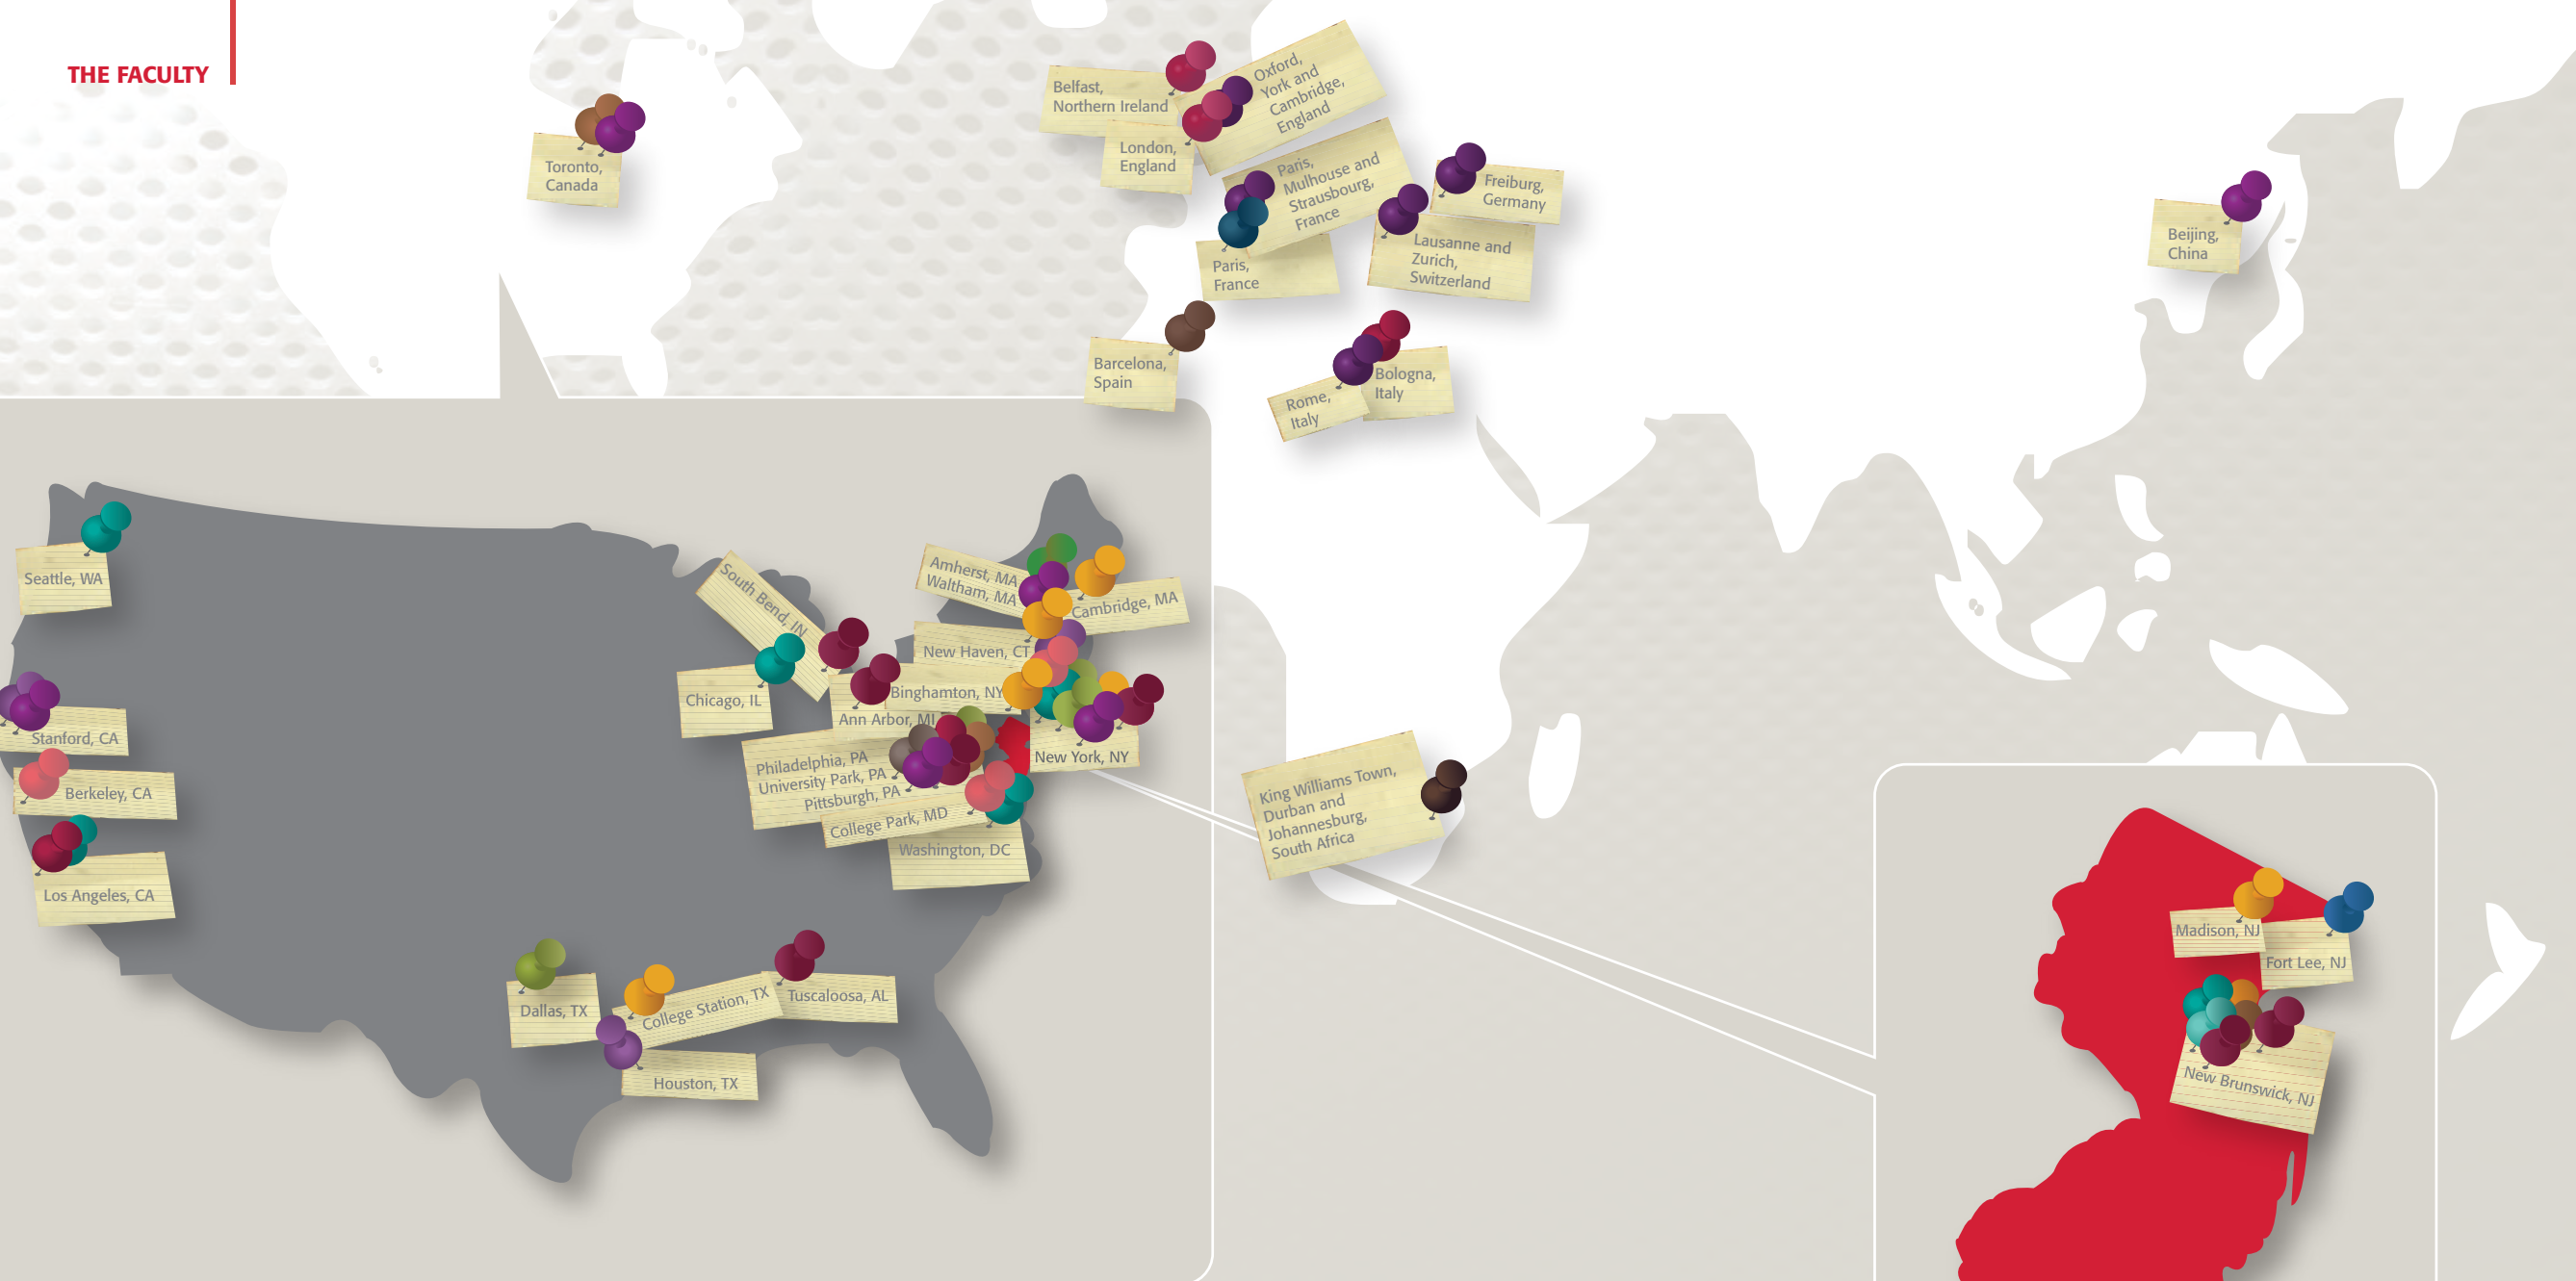 THE FACULTY
Toronto,
Canada
Belfast,
Northern Ireland
Oxford,
York and
Cambridge,
England
London,
England
Paris,
Mulhouse and
Strausbourg,
France
Paris,
France
Freiburg,
Germany
Lausanne and
Zurich,
Switzerland
Barcelona,
Spain
Rome,
Italy
Bologna,
Italy
Beijing,
China
Seattle, WA
Stanford, CA
Berkeley, CA
Los Angeles, CA
South Bend, IN
Chicago, IL
Ann Arbor, MI
Amherst, MA
Waltham, MA
Cambridge, MA
New Haven, CT
Binghamton, NY
New York, NY
Philadelphia, PA
University Park, PA
Pittsburgh, PA
College Park, MD
Washington, DC
Dallas, TX
College Station, TX
Tuscaloosa, AL
Houston, TX
King Williams Town,
Durban and
Johannesburg,
South Africa
Madison, NJ
Fort Lee, NJ
New Brunswick, NJ